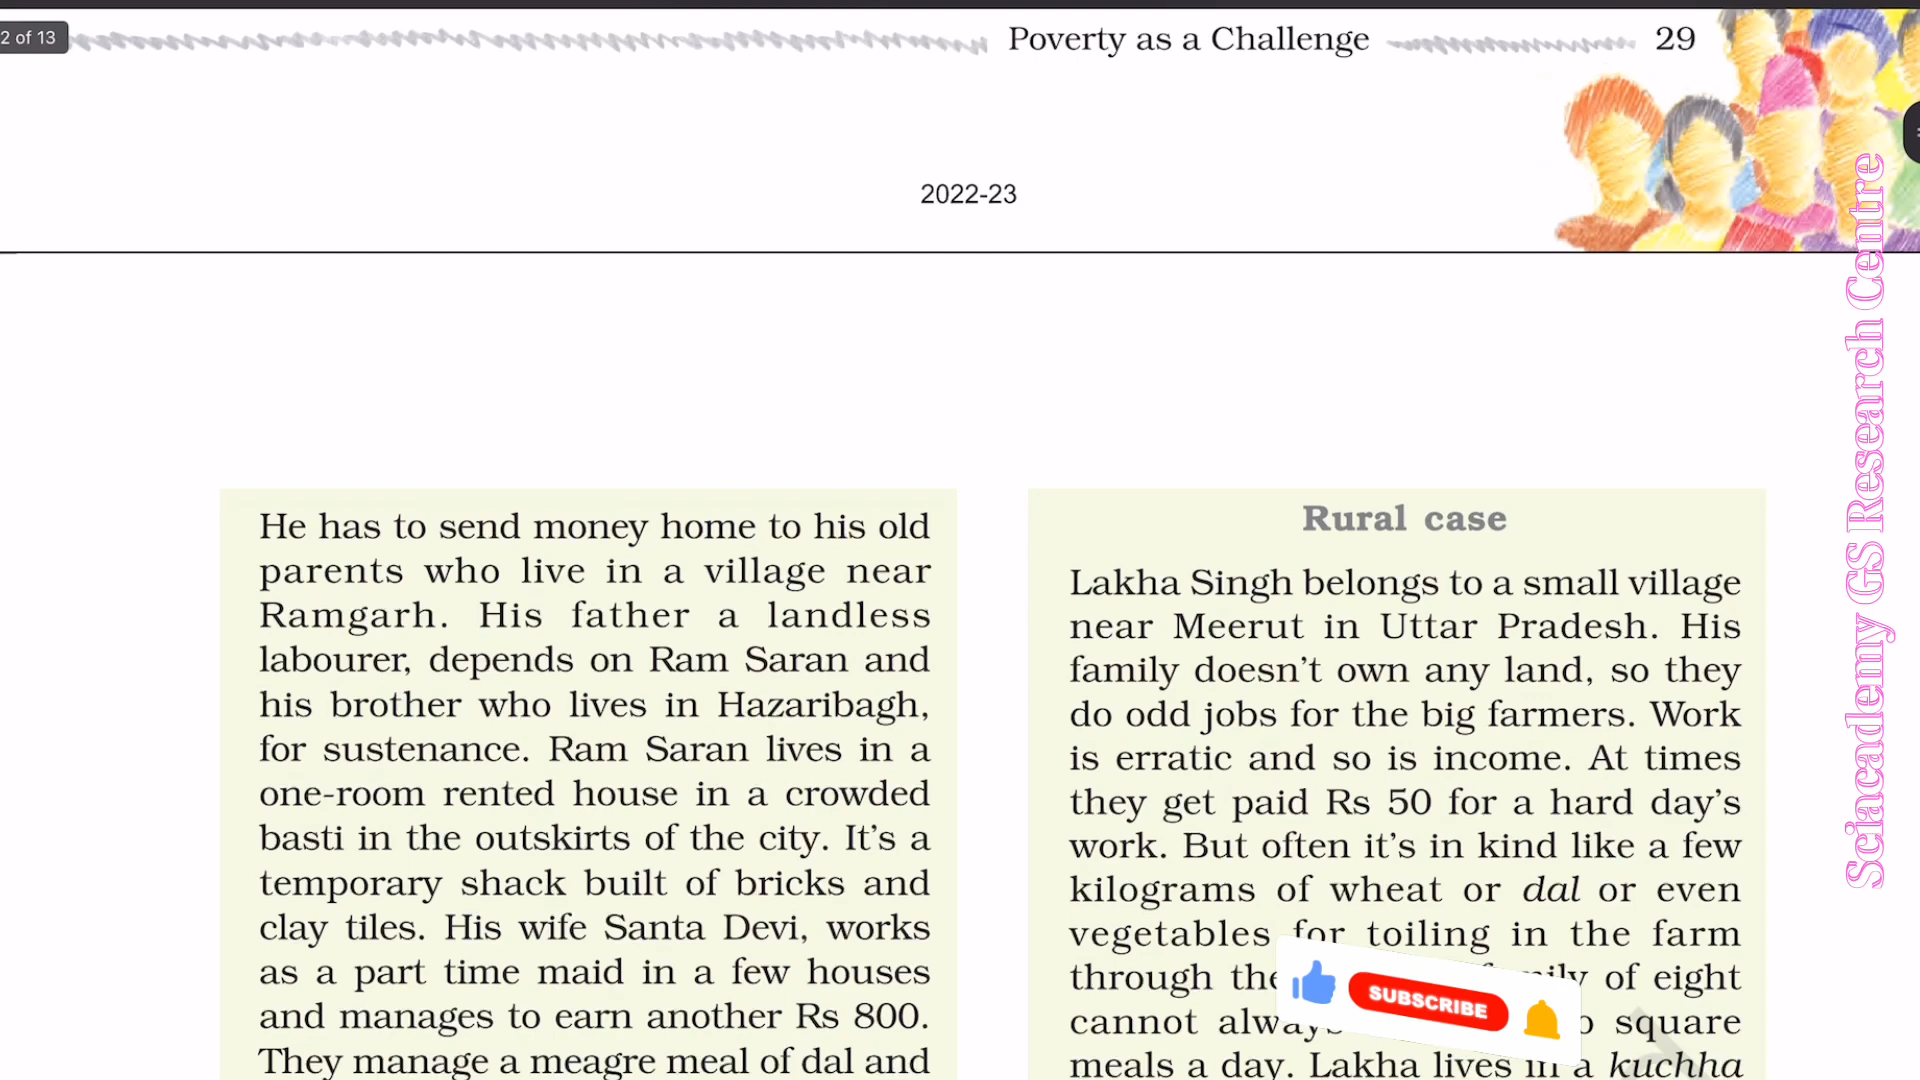 2 of 13
Poverty as a Challenge
29
2022-23
He has to send money home to his old
parents who live in a village near
Ramgarh. His father a landless
labourer, depends on Ram Saran and
his brother who lives in Hazaribagh,
for sustenance. Ram Saran lives in a
one-room rented house in a crowded
basti in the outskirts of the city. It's a
temporary shack built of bricks and
clay tiles. His wife Santa Devi, works
as a part time maid in a few houses
and manages to earn another Rs 800.
They manage a meagre meal of dal and
Rural case
Lakha Singh belongs to a small village
near Meerut in Uttar Pradesh. His
family doesn't own any land, so they
do odd jobs for the big farmers. Work
is erratic and so is income. At times
they get paid Rs 50 for a hard day's
work. But often it's in kind like a few
kilograms of wheat or dal or even
vegetables for toiling in the farm
through the of eight
cannot always square
meals a day. Lakha lives in a kuchha
SUBSCRIBE
Sciacademy GS Research Centre